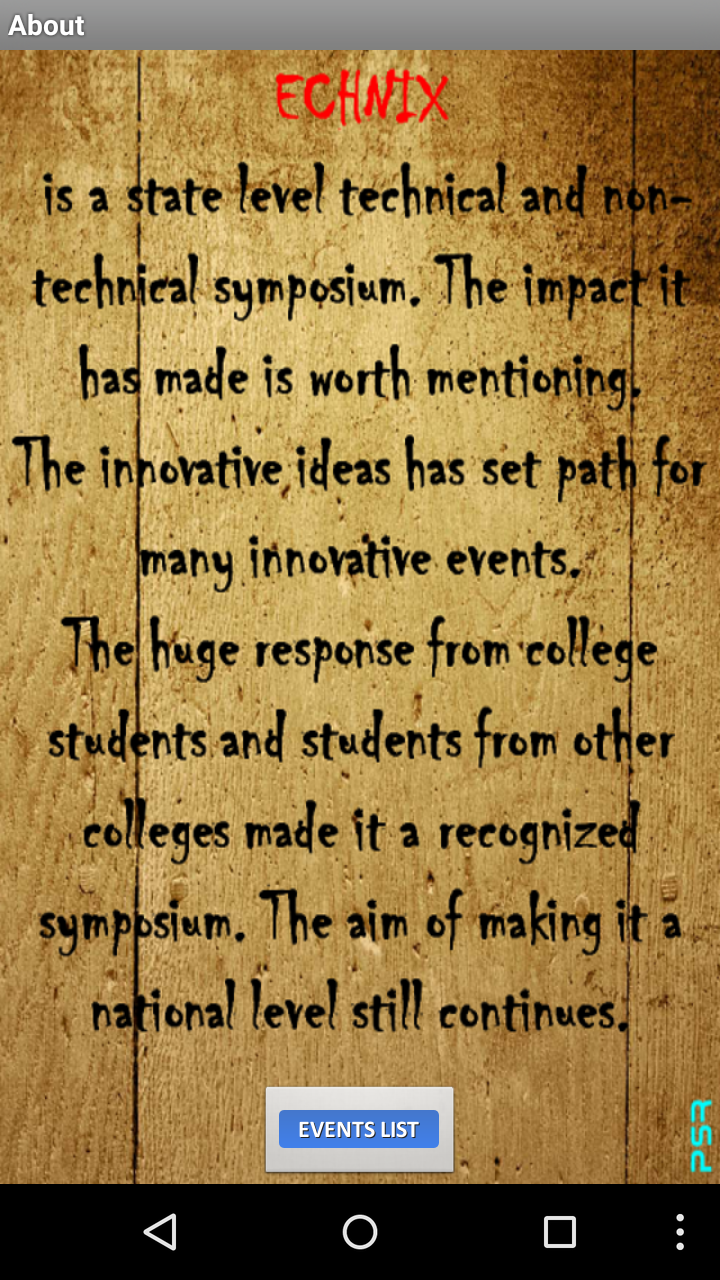 About
ECHNIX
is a state level technical and non-
technical symposium. The impact it
has made is worth mentioning.
The innovative ideas has set path for
many innovative events.
The huge response from college
students and students from other
colleges made it a recognized
symposium. The aim of making it a
national level still continues.
EVENTS LIST
PSR